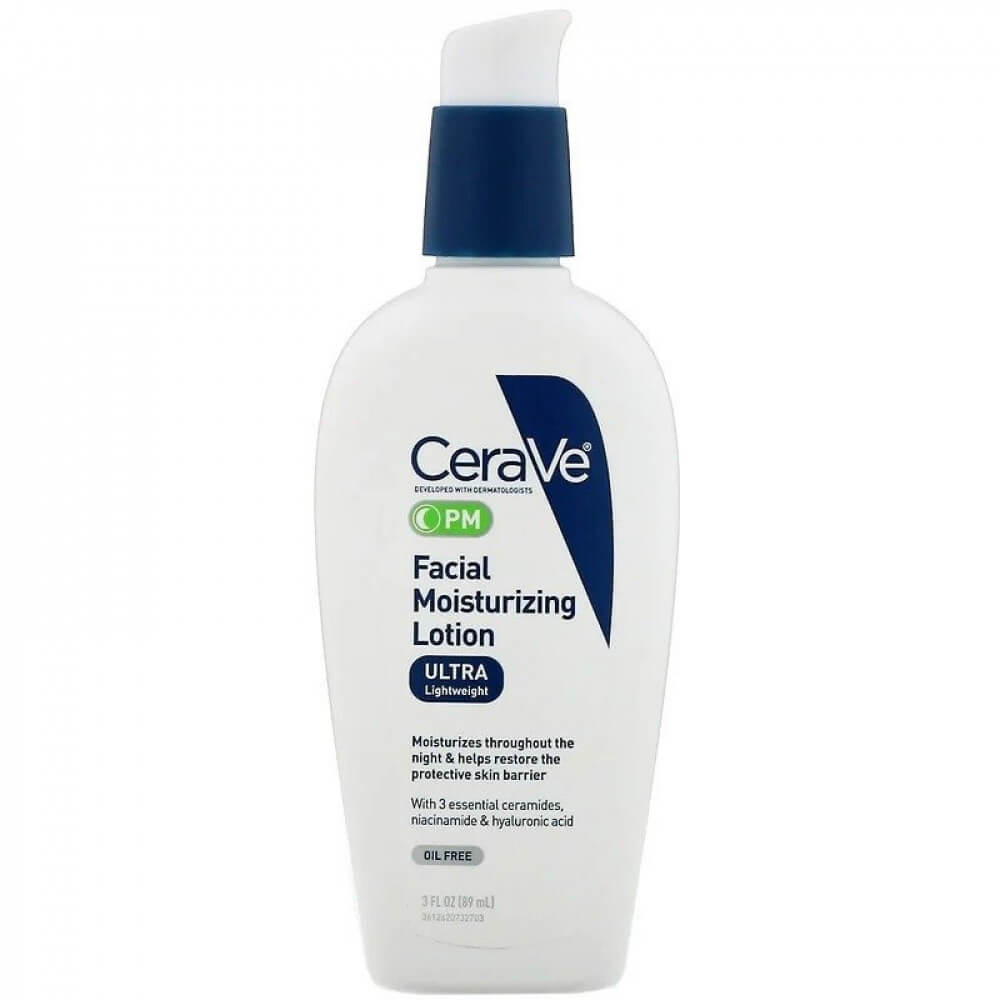 CeraVe®
DEVELOPED WITH DERMATOLOGISTS
PM
Facial
Moisturizing
Lotion
ULTRA
Lightweight
Moisturizes throughout the
night & helps restore the
protective skin barrier
With 3 essential ceramides,
niacinamide & hyaluronic acid
OIL FREE
3 FL OZ (89 mL)
3612620732703